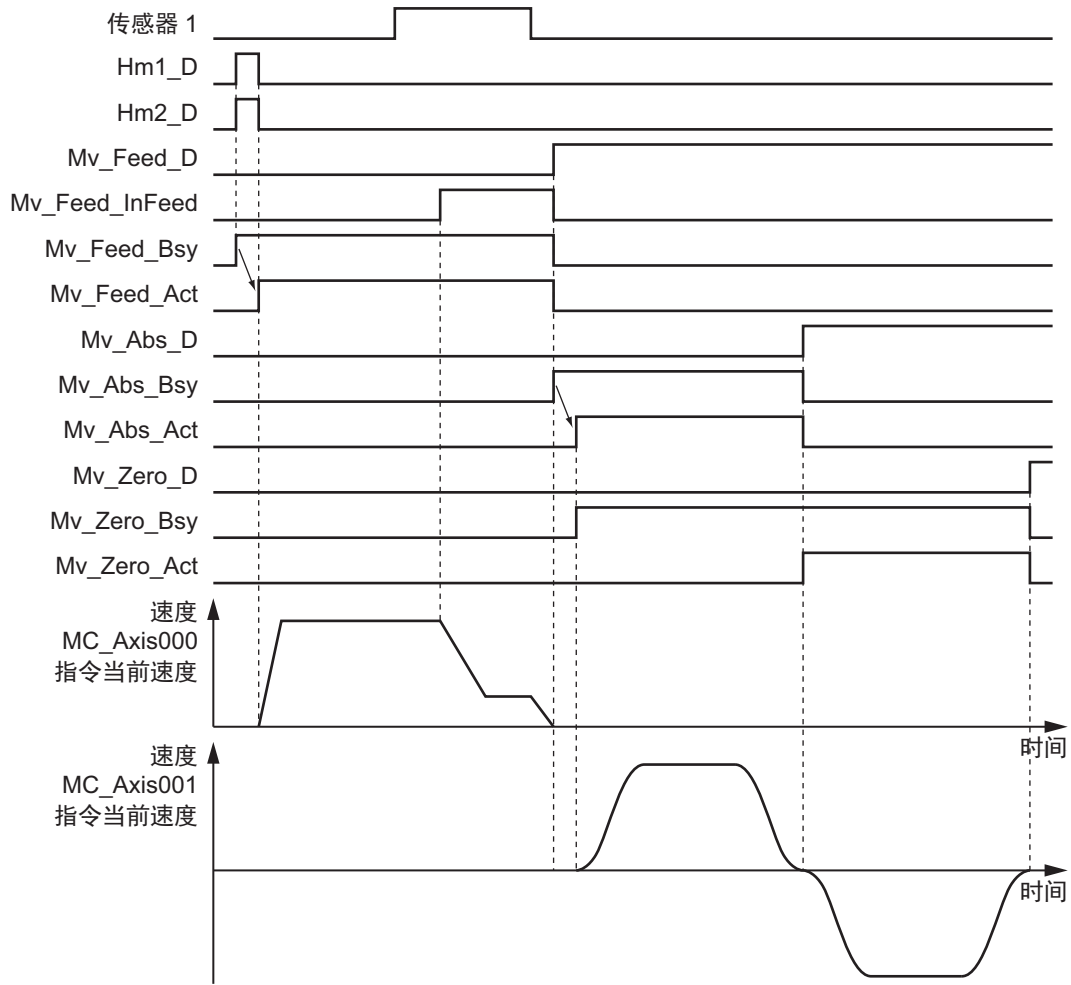 传感器 1
Hm1_D
Hm2_D
Mv_Feed_D
Mv_Feed_InFeed
Mv_Feed_Bsy
Mv_Feed_Act
Mv_Abs_D
Mv_Abs_Bsy
Mv_Abs_Act
Mv_Zero_D
Mv_Zero_Bsy
Mv_Zero_Act
速度
MC_Axis000
指令当前速度
时间
速度
MC_Axis001
指令当前速度
时间